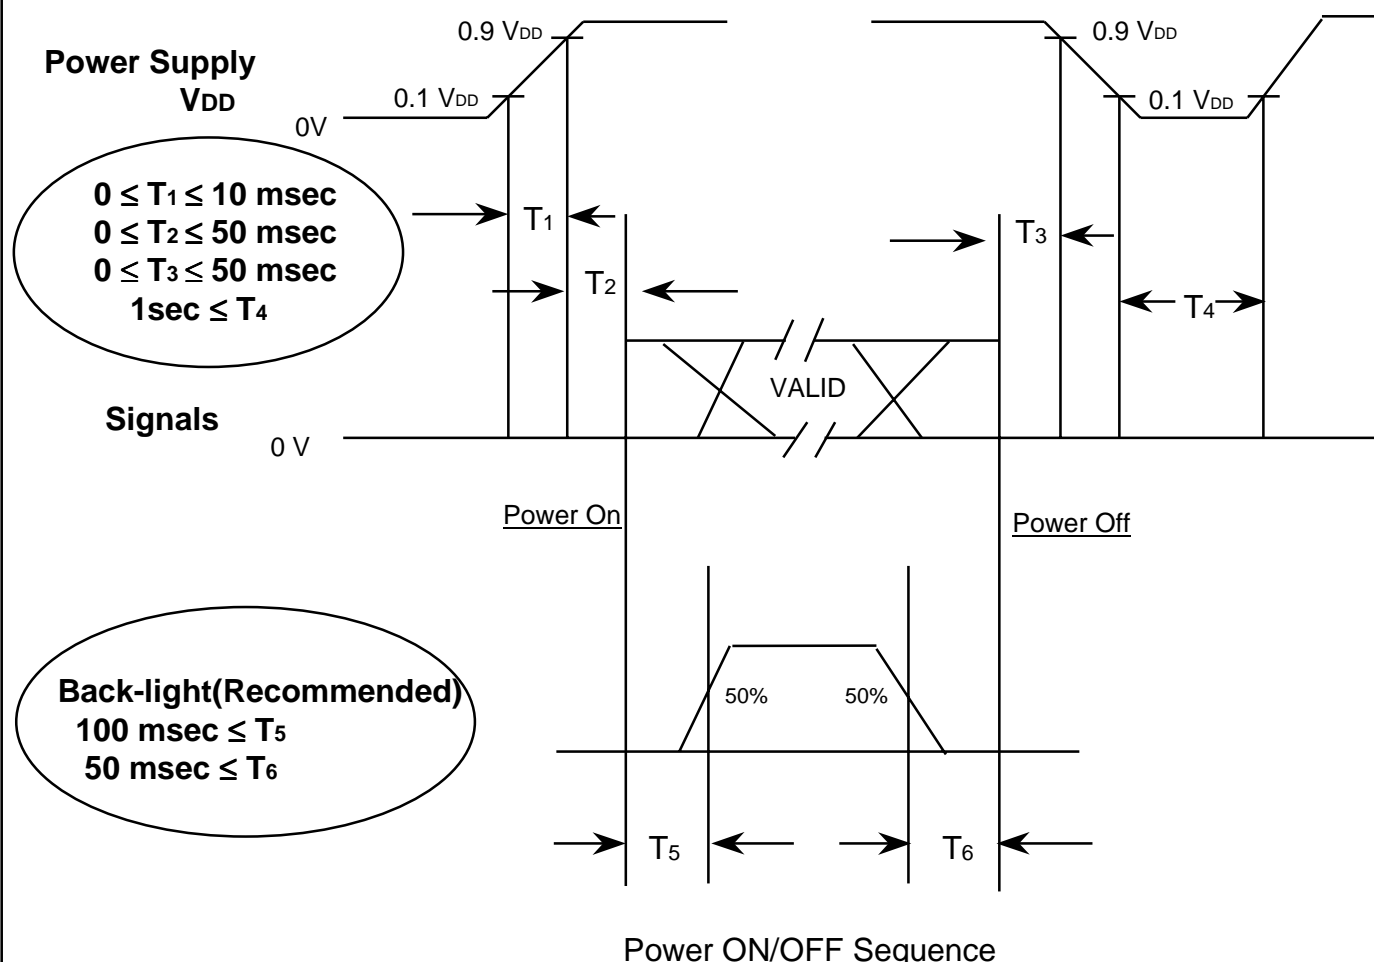 0.9 VDD
0.9 VDD
Power Supply
VDD
0.1 VDD
0.1 VDD
0V
0 ≤ T1 ≤ 10 msec
0 ≤ T2 ≤ 50 msec
0 ≤ T3 ≤ 50 msec
1sec ≤ T4
T1
T2
T3
T4
VALID
Signals
0 V
Power On
Power Off
Back-light(Recommended)
100 msec ≤ T5
50 msec ≤ T6
50%
50%
T5
T6
Power ON/OFF Sequence